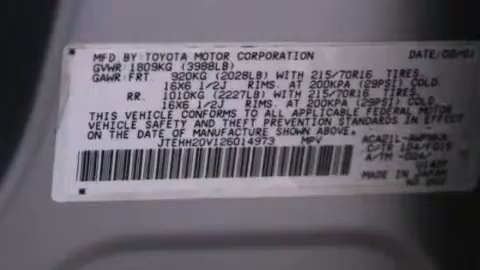 MFD BY: TOYOTA MOTOR CORPORATION DATE:
GVWR 1809KG (3988LB)
GAWR: FRT 920KG (2028LB) WITH 215/70R16 TIRES,
16X6 1/2J RIMS, AT 200KPA (29PSI) COLD
RR. 1010KG (2227LB) WITH 215/70R16 TIRES,
16X6 1/2J RIMS, AT 200KPA (29PSI) COLD
THIS VEHICLE CONFORMS TO ALL APPLICABLE FEDERAL MOTOR
VEHICLE SAFETY AND THEFT PREVENTION STANDARDS IN EFFECT
ON THE DATE OF MANUFACTURE SHOWN ABOVE.
JTEHH20V126014973 MPV
MADE IN JAPAN